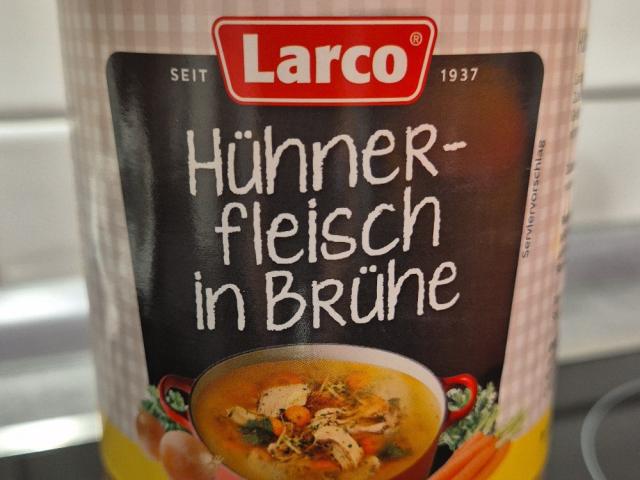 Larco®
SEIT 1937
Hühner-
fleisch
in Brühe
Serviervorschlag